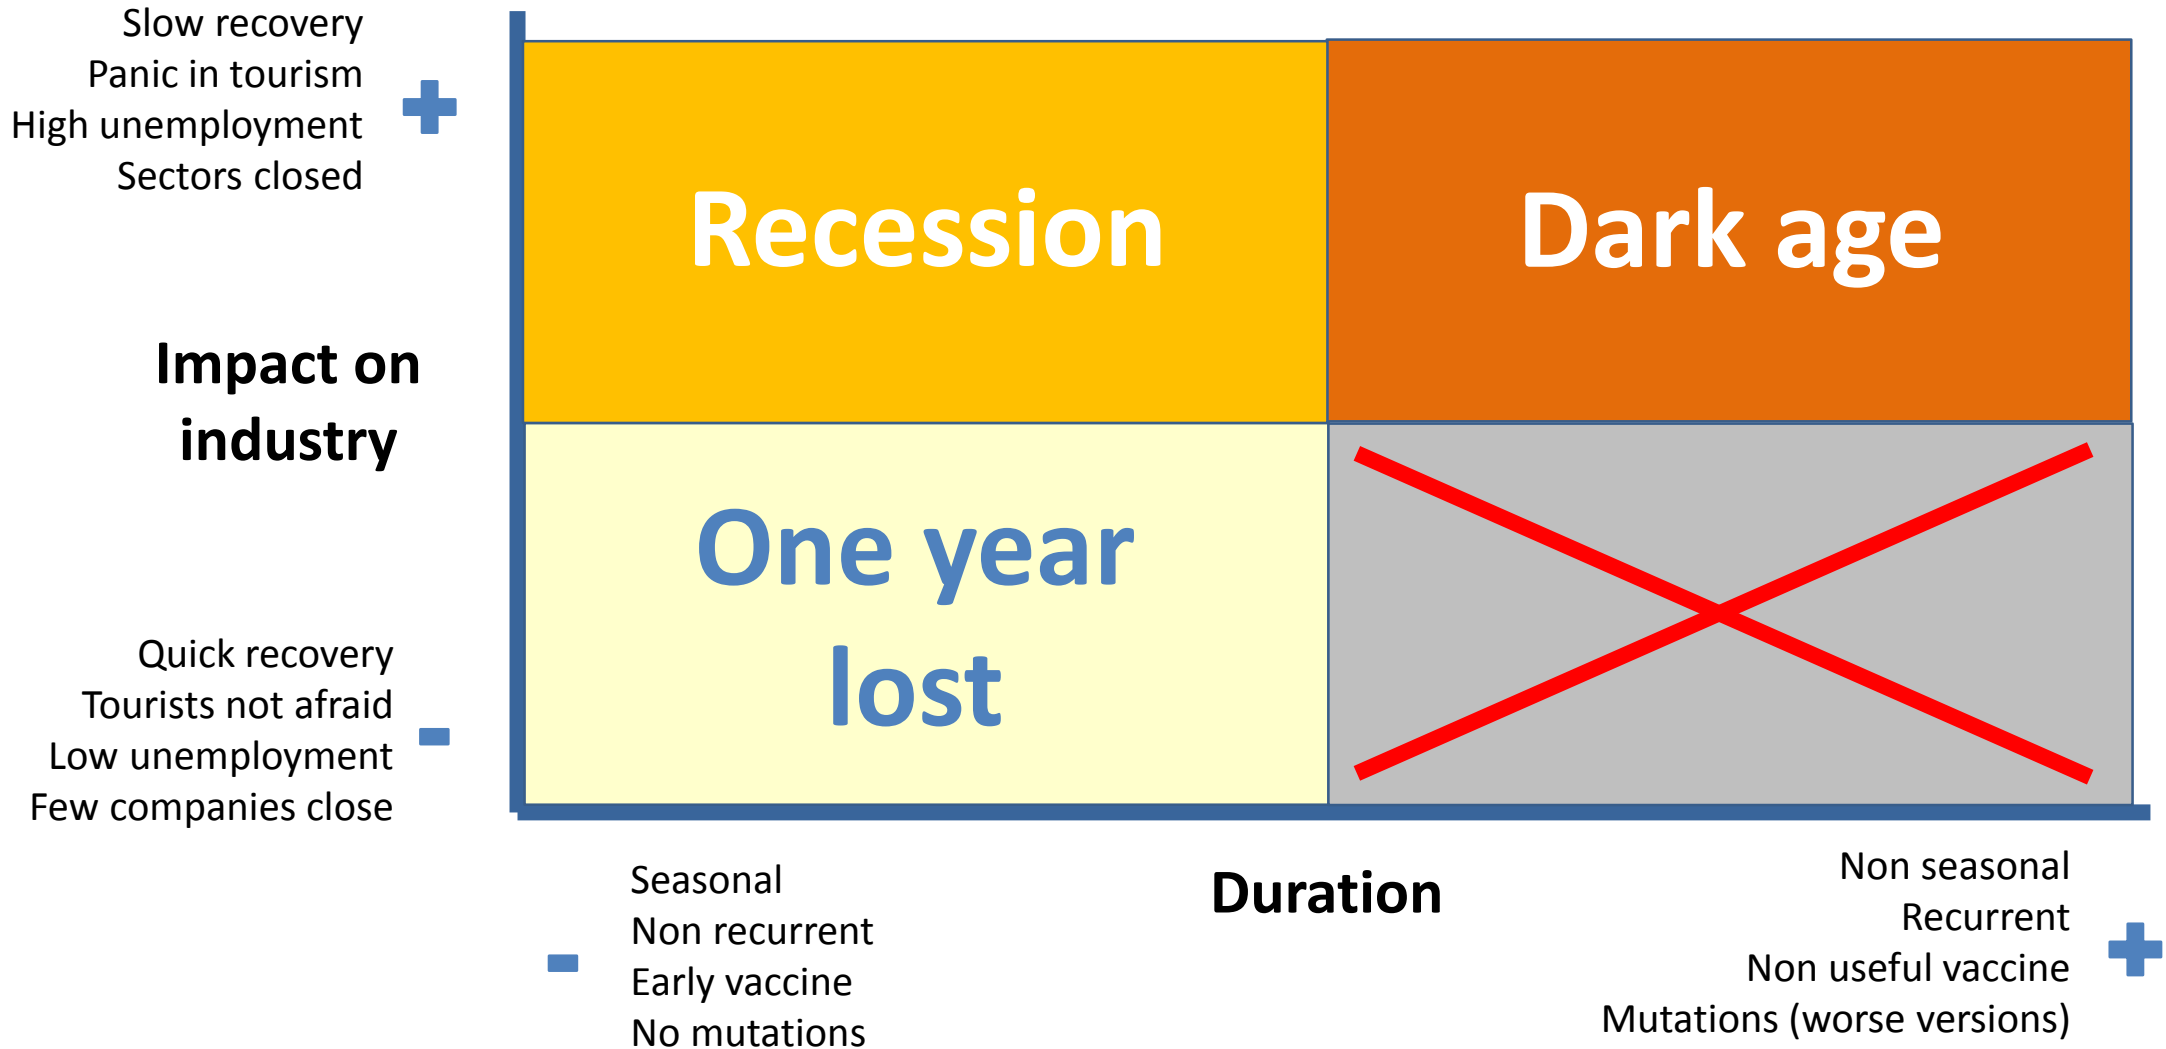 Slow recovery
Panic in tourism
High unemployment
Sectors closed
+
Recession
Dark age
Impact on
industry
One year
lost
Quick recovery
Tourists not afraid
Low unemployment
Few companies close
-
Duration
-
Seasonal
Non recurrent
Early vaccine
No mutations
Non seasonal
Recurrent
Non useful vaccine
Mutations (worse versions)
+